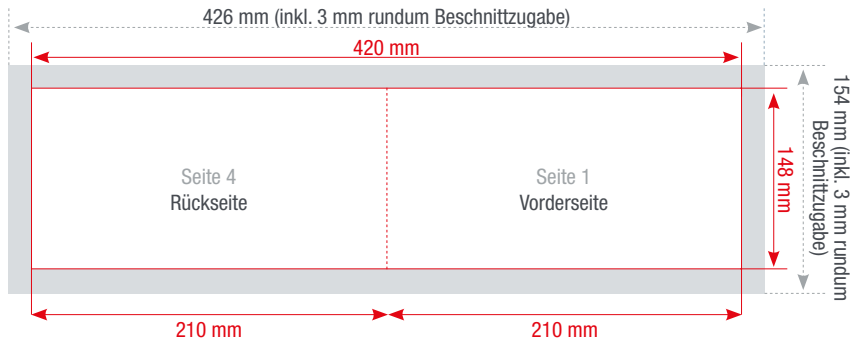 426 mm (inkl. 3 mm rundum Beschnittzugabe)
420 mm
Seite 4
Rückseite
Seite 1
Vorderseite
148 mm
154 mm (inkl. 3 mm rundum
Beschnittzugabe)
210 mm
210 mm